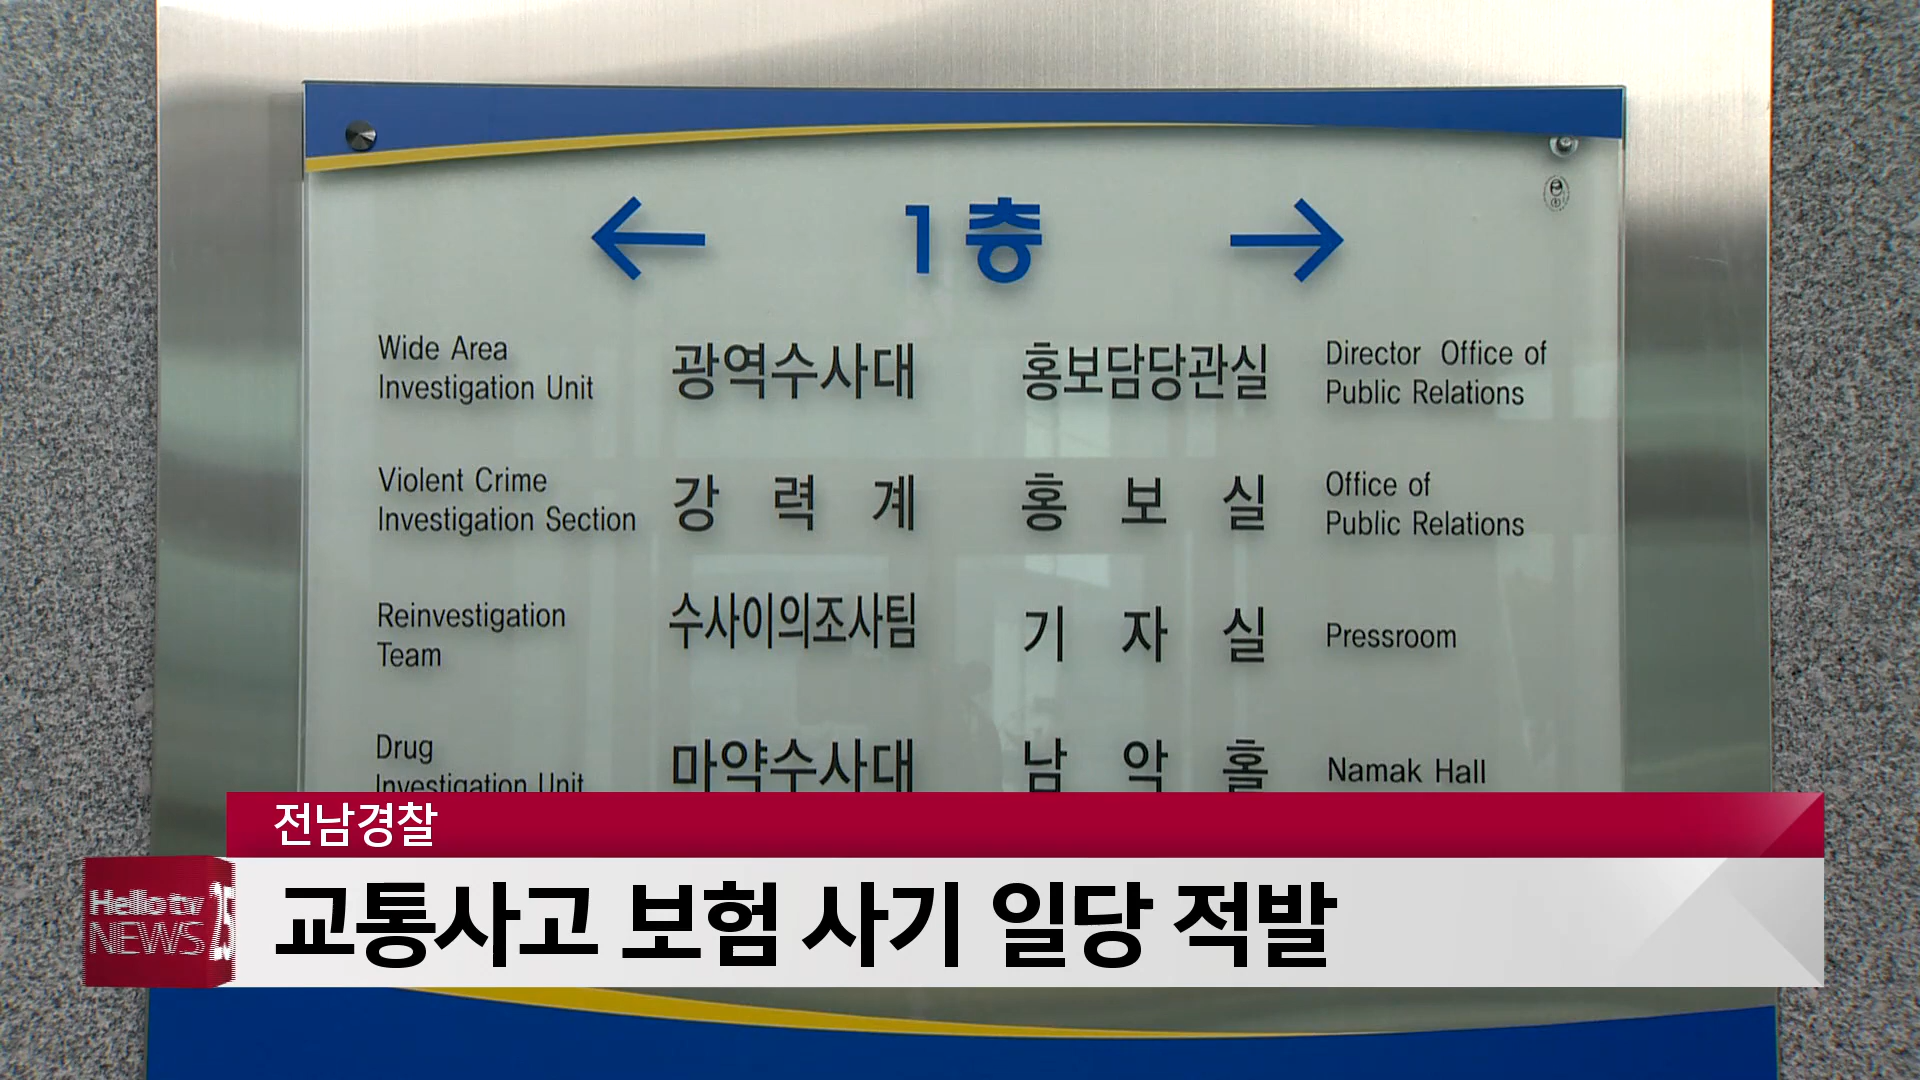 ← 1층 →
Wide Area
Investigation Unit
광역수사대
홍보담당관실
Director Office of
Public Relations
Violent Crime
Investigation Section
강 력 계
홍 보 실
Office of
Public Relations
Reinvestigation
Team
수사이의조사팀
기 자 실
Pressroom
Drug
Investigation Unit
마약수사대
남 악 홀
Namak Hall
전남경찰
Hello tv
NEWS
교통사고 보험 사기 일당 적발